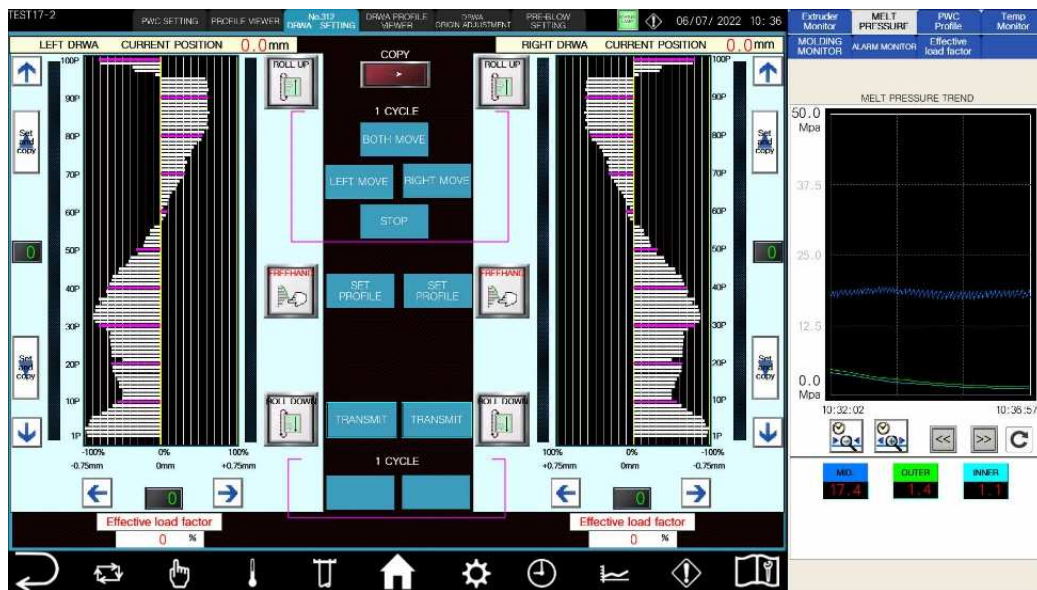 TEST17-2
PWC SETTING
PROFILE VIEWER
No.312
DRWA SETTING
DRWA PROFILE
VIEWER
DRWA
ORIGIN ADJUSTMENT
PRE-BLOW
SETTING
06/07/ 2022 10: 36
Extruder
Monitor
MELT
PRESSURE
PWC
Profile
Temp
Monitor
MOLDING
MONITOR
ALARM MONITOR
Effective
load factor
LEFT DRWA CURRENT POSITION 0.0mm
COPY
RIGHT DRWA CURRENT POSITION 0.0mm
100P
90P
80P
70P
60P
50P
40P
30P
20P
10P
1P
Set
and
copy
0
Set
and
copy
-100% 0% 100%
-0.75mm 0mm +0.75mm
0
Effective load factor
0 %
ROLL UP
FREEHAND
ROLL DOWN
1 CYCLE
BOTH MOVE
LEFT MOVE
RIGHT MOVE
STOP
SET
PROFILE
SET
PROFILE
TRANSMIT
TRANSMIT
1 CYCLE
ROLL UP
FREEHAND
ROLL DOWN
100P
90P
80P
70P
60P
50P
40P
30P
20P
10P
1P
Set
and
copy
0
Set
and
copy
100% 0% -100%
+0.75mm 0mm -0.75mm
0
Effective load factor
0 %
MELT PRESSURE TREND
50.0
Mpa
37.5
25.0
12.5
0.0
Mpa
10:32:02
10:36:57
<<
>>
MID.
OUTER
INNER
17.4
1.4
1.1